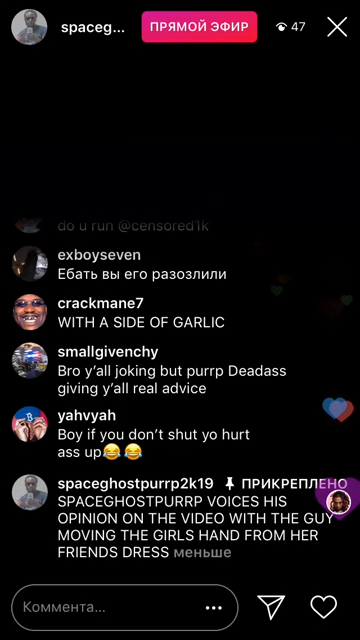 spaceg...
ПРЯМОЙ ЭФИР
47
do u run @censored1k
exboyseven
Ебать вы его разозлили
crackmane7
WITH A SIDE OF GARLIC
smallgivenchy
Bro y’all joking but purrp Deadass
giving y’all real advice
yahvyah
Boy if you don’t shut yo hurt
ass up😂😂
spaceghostpurrp2k19 ПРИКРЕПЛЕНО
SPACEGHOSTPURRP VOICES HIS
OPINION ON THE VIDEO WITH THE GUY
MOVING THE GIRLS HAND FROM HER
FRIENDS DRESS меньше
Коммента...